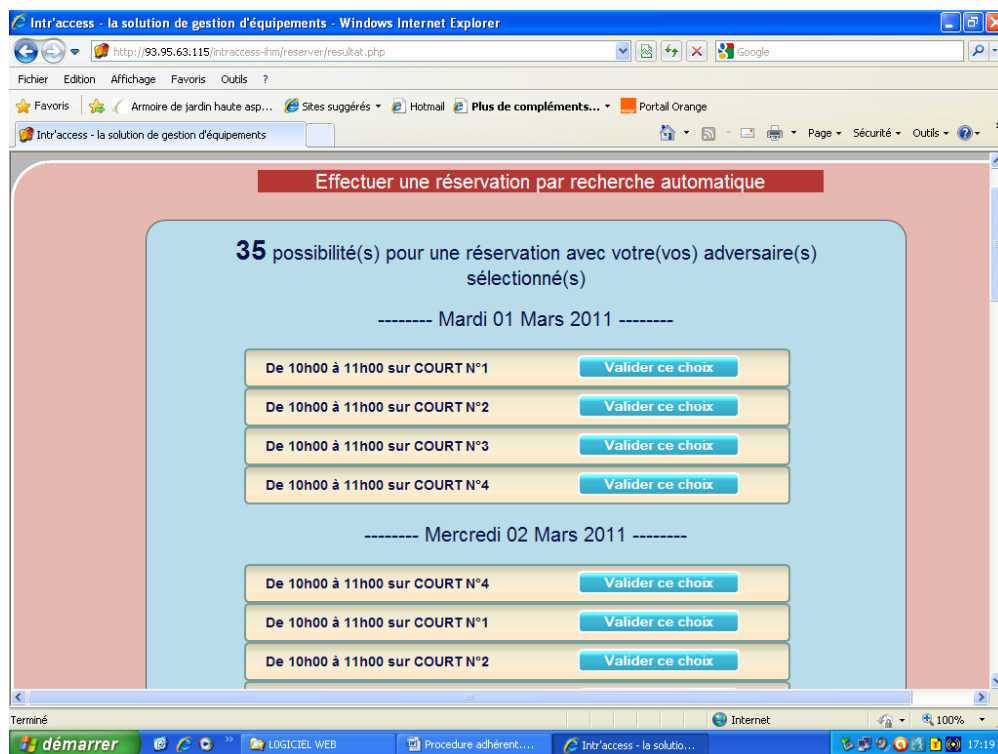 Intr'access - la solution de gestion d'équipements - Windows Internet Explorer
http://93.95.63.115/intraccess-ihm/reserver/resultat.php
Google
Fichier Edition Affichage Favoris Outils ?
Favoris Armoire de jardin haute asp... Sites suggérés Hotmail Plus de compléments... Portail Orange
Intr'access - la solution de gestion d'équipements
Page Sécurité Outils
Effectuer une réservation par recherche automatique
35 possibilité(s) pour une réservation avec votre(vos) adversaire(s)
sélectionné(s)
-------- Mardi 01 Mars 2011 --------
De 10h00 à 11h00 sur COURT N°1 Valider ce choix
De 10h00 à 11h00 sur COURT N°2 Valider ce choix
De 10h00 à 11h00 sur COURT N°3 Valider ce choix
De 10h00 à 11h00 sur COURT N°4 Valider ce choix
-------- Mercredi 02 Mars 2011 --------
De 10h00 à 11h00 sur COURT N°4 Valider ce choix
De 10h00 à 11h00 sur COURT N°1 Valider ce choix
De 10h00 à 11h00 sur COURT N°2 Valider ce choix
Terminé Internet 100%
démarrer LOGICIEL WEB Procedure adhérent.... Intr'access - la solutio... 17:19